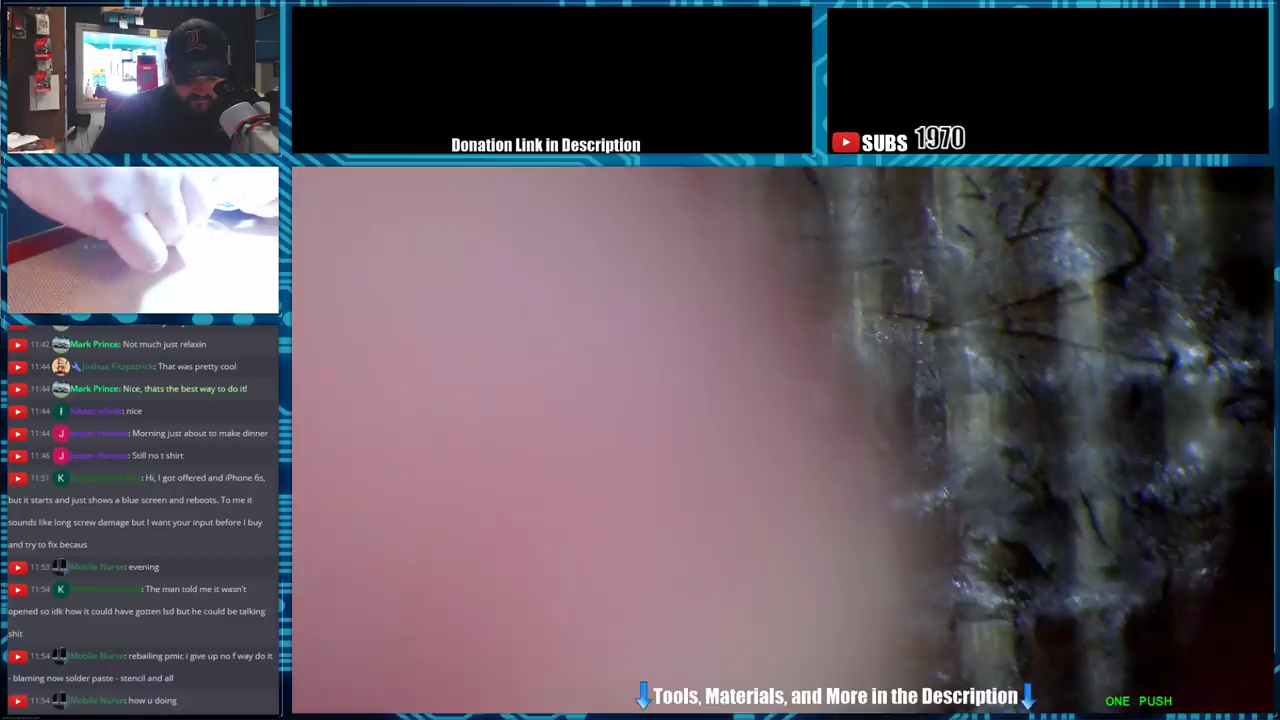 L
Donation Link in Description
SUBS 1970
11:42 Mark Prince: Not much just relaxin
11:44 Joshua Fitzpatrick: That was pretty cool
11:44 Mark Prince: Nice, thats the best way to do it!
11:44 : nice
11:44 J : Morning just about to make dinner
11:46 J : Still no t shirt
11:51 K : Hi, I got offered and iPhone 6s,
but it starts and just shows a blue screen and reboots. To me it
sounds like long screw damage but I want your input before I buy
and try to fix becaus
11:53 Mobile Nurse: evening
11:54 K : The man told me it wasn't
opened so idk how it could have gotten lsd but he could be talking
shit
11:54 Mobile Nurse: rebailing pmic i give up no f way do it
- blaming now solder paste - stencil and all
11:54 Mobile Nurse: how u doing
Tools, Materials, and More in the Description
ONE PUSH